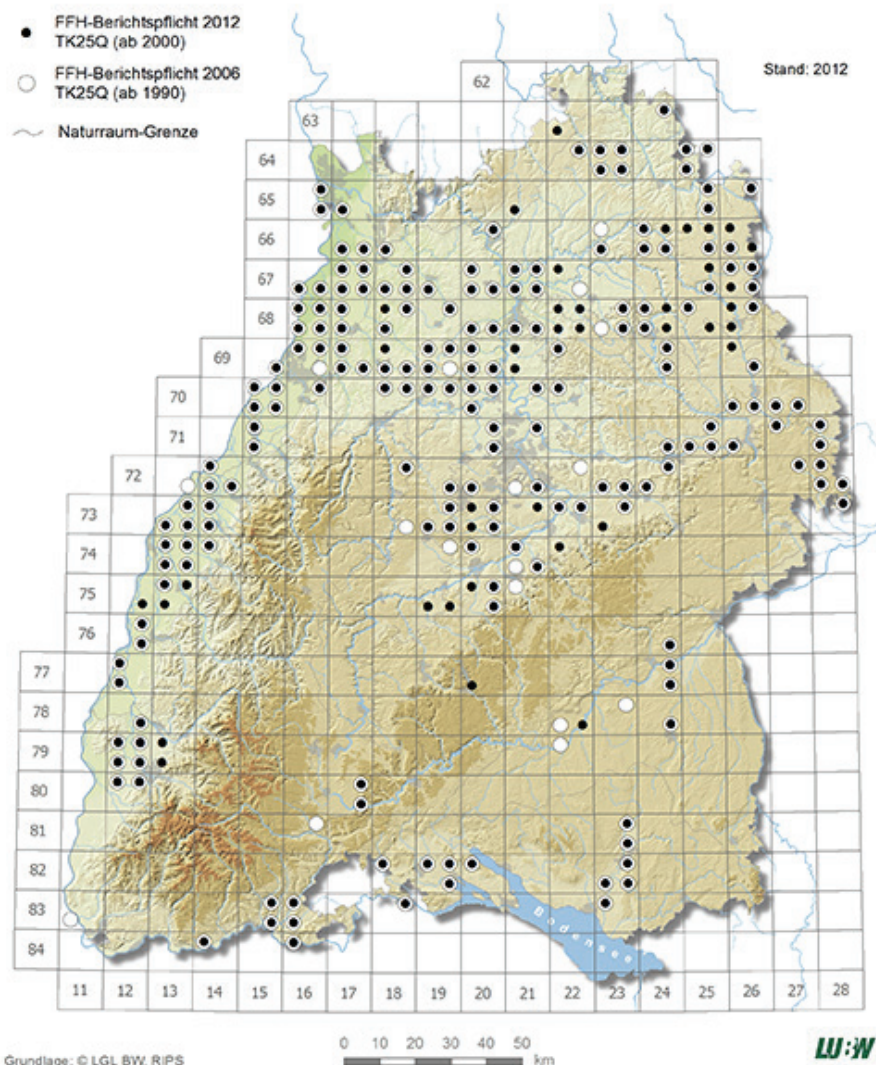 FFH-Berichtspflicht 2012
TK25Q (ab 2000)
FFH-Berichtspflicht 2006
TK25Q (ab 1990)
Naturraum-Grenze
Stand: 2012
62
63
64
65
66
67
68
69
70
71
72
73
74
75
76
77
78
79
80
81
82
83
84
Bodensee
11 12 13 14 15 16 17 18 19 20 21 22 23 24 25 26 27 28
Grundlage: © LGL BW, RIPS
0 10 20 30 40 50
km
LUBW